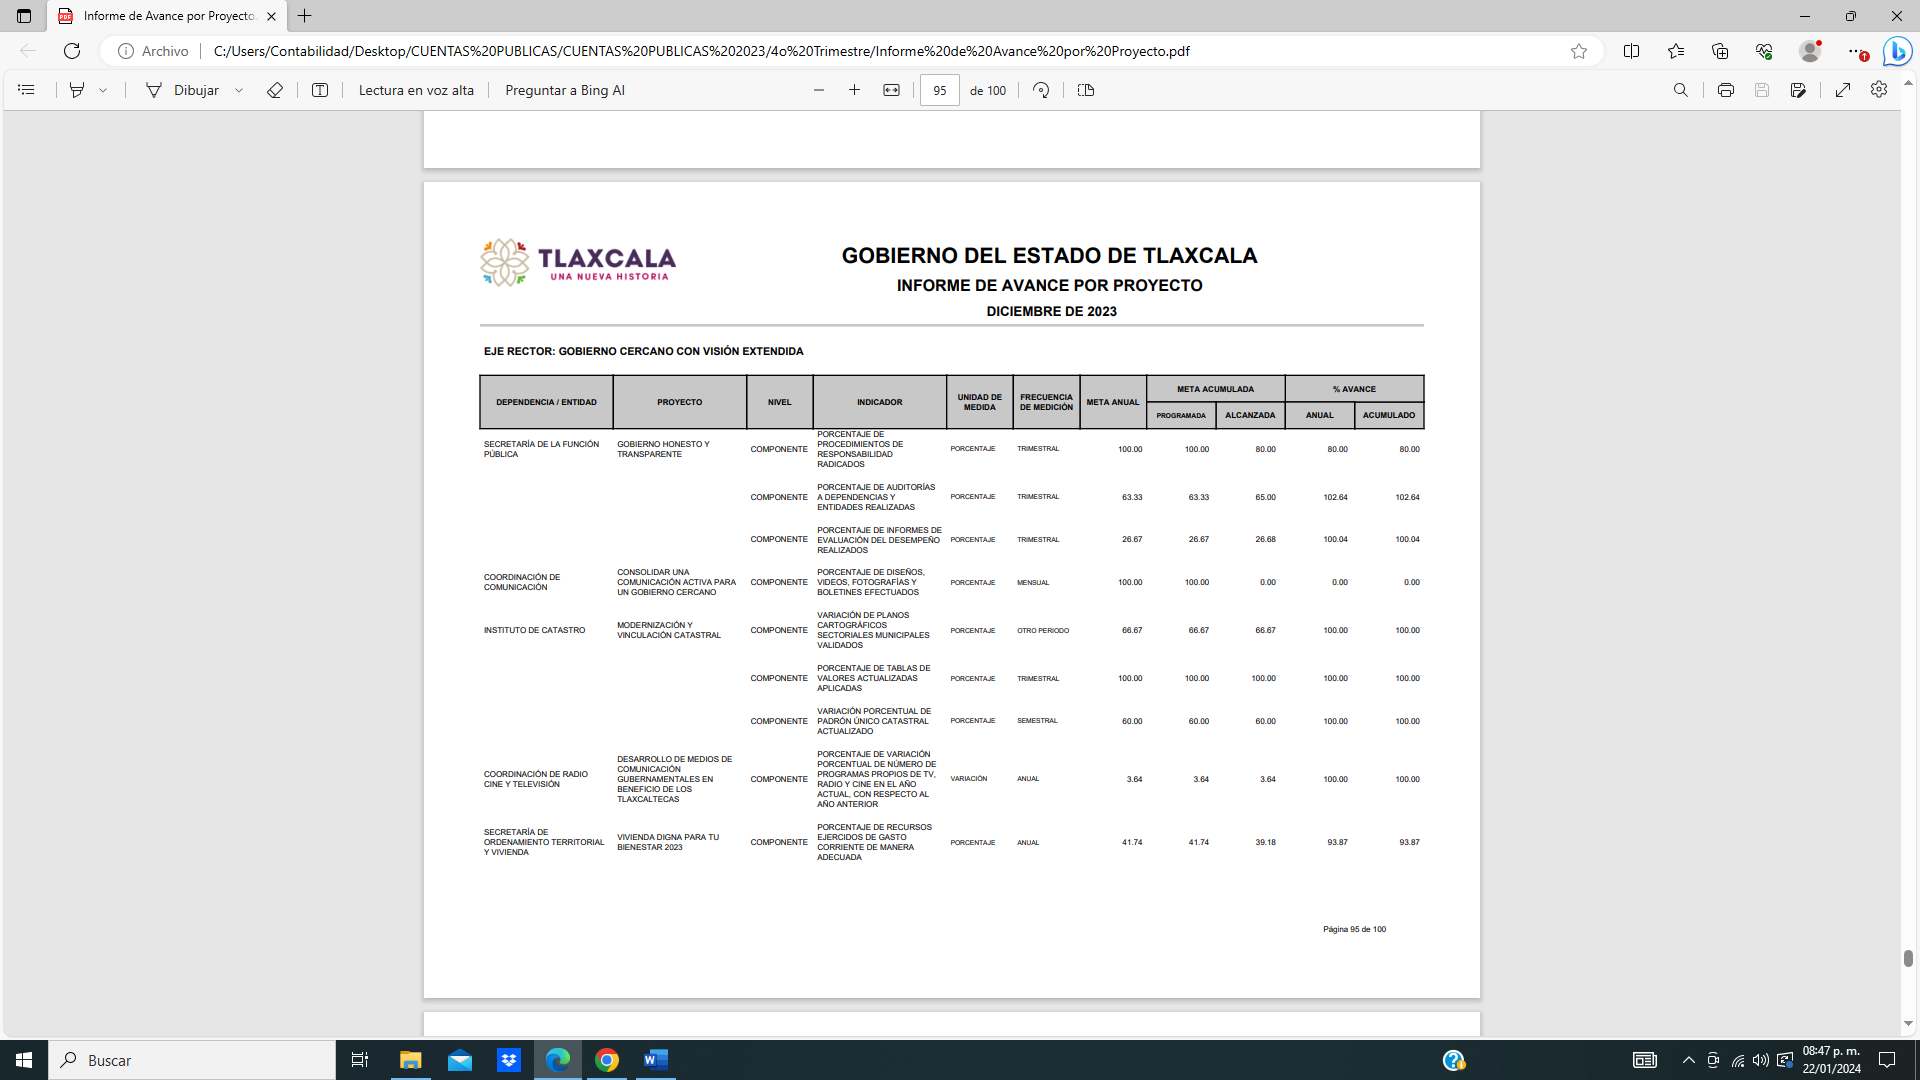 Informe de Avance por Proyecto.
Archivo
C:/Users/Contabilidad/Desktop/CUENTAS%20PUBLICAS/CUENTAS%20PUBLICAS%202023/4o%20Trimestre/Informe%20de%20Avance%20por%20Proyecto.pdf
Dibujar
Lectura en voz alta
Preguntar a Bing AI
95 de 100
TLAXCALA
UNA NUEVA HISTORIA
GOBIERNO DEL ESTADO DE TLAXCALA
INFORME DE AVANCE POR PROYECTO
DICIEMBRE DE 2023
EJE RECTOR: GOBIERNO CERCANO CON VISIÓN EXTENDIDA
DEPENDENCIA / ENTIDAD
PROYECTO
NIVEL
INDICADOR
UNIDAD DE
MEDIDA
FRECUENCIA
DE MEDICIÓN
META ANUAL
META ACUMULADA
PROGRAMADA
ALCANZADA
% AVANCE
ANUAL
ACUMULADO
SECRETARÍA DE LA FUNCIÓN
PÚBLICA
GOBIERNO HONESTO Y
TRANSPARENTE
COMPONENTE
PORCENTAJE DE
PROCEDIMIENTOS DE
RESPONSABILIDAD
RADICADOS
PORCENTAJE
TRIMESTRAL
100.00
100.00
80.00
80.00
80.00
COMPONENTE
PORCENTAJE DE AUDITORÍAS
A DEPENDENCIAS Y
ENTIDADES REALIZADAS
PORCENTAJE
TRIMESTRAL
63.33
63.33
65.00
102.64
102.64
COMPONENTE
PORCENTAJE DE INFORMES DE
EVALUACIÓN DEL DESEMPEÑO
REALIZADOS
PORCENTAJE
TRIMESTRAL
26.67
26.67
26.68
100.04
100.04
COORDINACIÓN DE
COMUNICACIÓN
CONSOLIDAR UNA
COMUNICACIÓN ACTIVA PARA
UN GOBIERNO CERCANO
COMPONENTE
PORCENTAJE DE DISEÑOS,
VIDEOS, FOTOGRAFÍAS Y
BOLETINES EFECTUADOS
PORCENTAJE
MENSUAL
100.00
100.00
0.00
0.00
0.00
INSTITUTO DE CATASTRO
MODERNIZACIÓN Y
VINCULACIÓN CATASTRAL
COMPONENTE
VARIACIÓN DE PLANOS
CARTOGRÁFICOS
SECTORIALES MUNICIPALES
VALIDADOS
PORCENTAJE
OTRO PERIODO
66.67
66.67
66.67
100.00
100.00
COMPONENTE
PORCENTAJE DE TABLAS DE
VALORES ACTUALIZADAS
APLICADAS
PORCENTAJE
TRIMESTRAL
100.00
100.00
100.00
100.00
100.00
COMPONENTE
VARIACIÓN PORCENTUAL DE
PADRÓN ÚNICO CATASTRAL
ACTUALIZADO
PORCENTAJE
SEMESTRAL
60.00
60.00
60.00
100.00
100.00
COORDINACIÓN DE RADIO
CINE Y TELEVISIÓN
DESARROLLO DE MEDIOS DE
COMUNICACIÓN
GUBERNAMENTALES EN
BENEFICIO DE LOS
TLAXCALTECAS
COMPONENTE
PORCENTAJE DE VARIACIÓN
PORCENTUAL DE NÚMERO DE
PROGRAMAS PROPIOS DE TV,
RADIO Y CINE EN EL AÑO
ACTUAL, CON RESPECTO AL
AÑO ANTERIOR
VARIACIÓN
ANUAL
3.64
3.64
3.64
100.00
100.00
SECRETARÍA DE
ORDENAMIENTO TERRITORIAL
Y VIVIENDA
VIVIENDA DIGNA PARA TU
BIENESTAR 2023
COMPONENTE
PORCENTAJE DE RECURSOS
EJERCIDOS DE GASTO
CORRIENTE DE MANERA
ADECUADA
PORCENTAJE
ANUAL
41.74
41.74
39.18
93.87
93.87
Página 95 de 100
Buscar
08:47 p. m.
22/01/2024